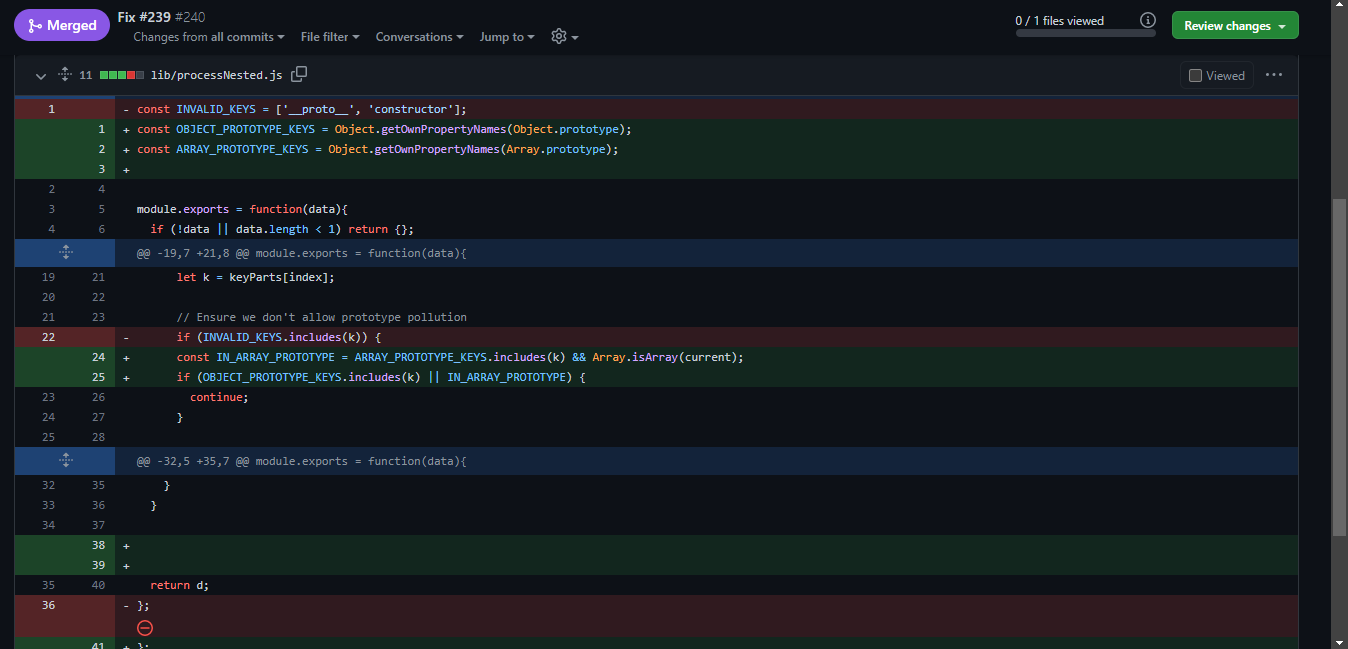 Merged
Fix #239 #240
Changes from all commits File filter Conversations Jump to
0 / 1 files viewed
Review changes
11 lib/processNested.js
Viewed
1 - const INVALID_KEYS = ['__proto__', 'constructor'];
1 + const OBJECT_PROTOTYPE_KEYS = Object.getOwnPropertyNames(Object.prototype);
2 + const ARRAY_PROTOTYPE_KEYS = Object.getOwnPropertyNames(Array.prototype);
3 +
2 4
3 5 module.exports = function(data){
4 6 if (!data || data.length < 1) return {};
@@ -19,7 +21,8 @@ module.exports = function(data){
19 21 let k = keyParts[index];
20 22
21 23 // Ensure we don't allow prototype pollution
22 - if (INVALID_KEYS.includes(k)) {
24 + const IN_ARRAY_PROTOTYPE = ARRAY_PROTOTYPE_KEYS.includes(k) && Array.isArray(current);
25 + if (OBJECT_PROTOTYPE_KEYS.includes(k) || IN_ARRAY_PROTOTYPE) {
23 26 continue;
24 27 }
25 28
@@ -32,5 +35,7 @@ module.exports = function(data){
32 35 }
33 36 }
34 37
38 +
39 +
35 40 return d;
36 - };
41 + };